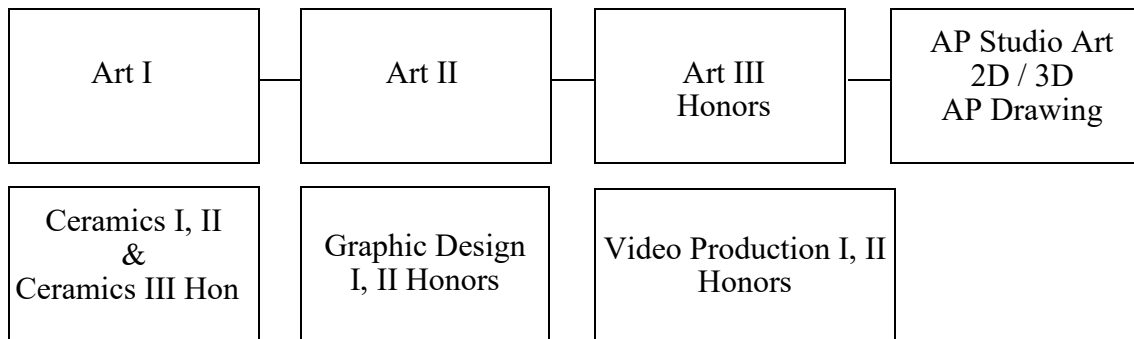 Art I
Art II
Art III
Honors
AP Studio Art
2D / 3D
AP Drawing
Ceramics I, II
&
Ceramics III Hon
Graphic Design
I, II Honors
Video Production I, II
Honors